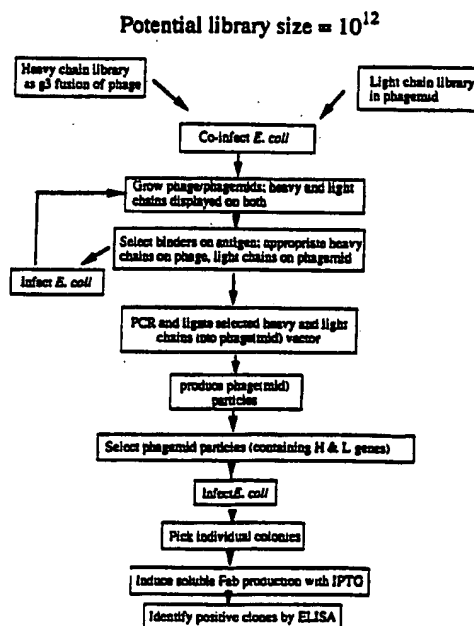 Potential library size = 10¹²
Heavy chain library
as g3 fusion of phage
Light chain library
in phagemid
Co-infect E. coli
Grow phage/phagemids; heavy and light
chains displayed on both
Select binders on antigen; appropriate heavy
chains on phage, light chains on phagemid
Infect E. coli
PCR and ligate selected heavy and light
chains into phage(mid) vector
produce phage(mid)
particles
Select phagemid particles (containing H & L genes)
Infect E. coli
Pick individual colonies
Induce soluble Fab production with IPTG
Identify positive clones by ELISA